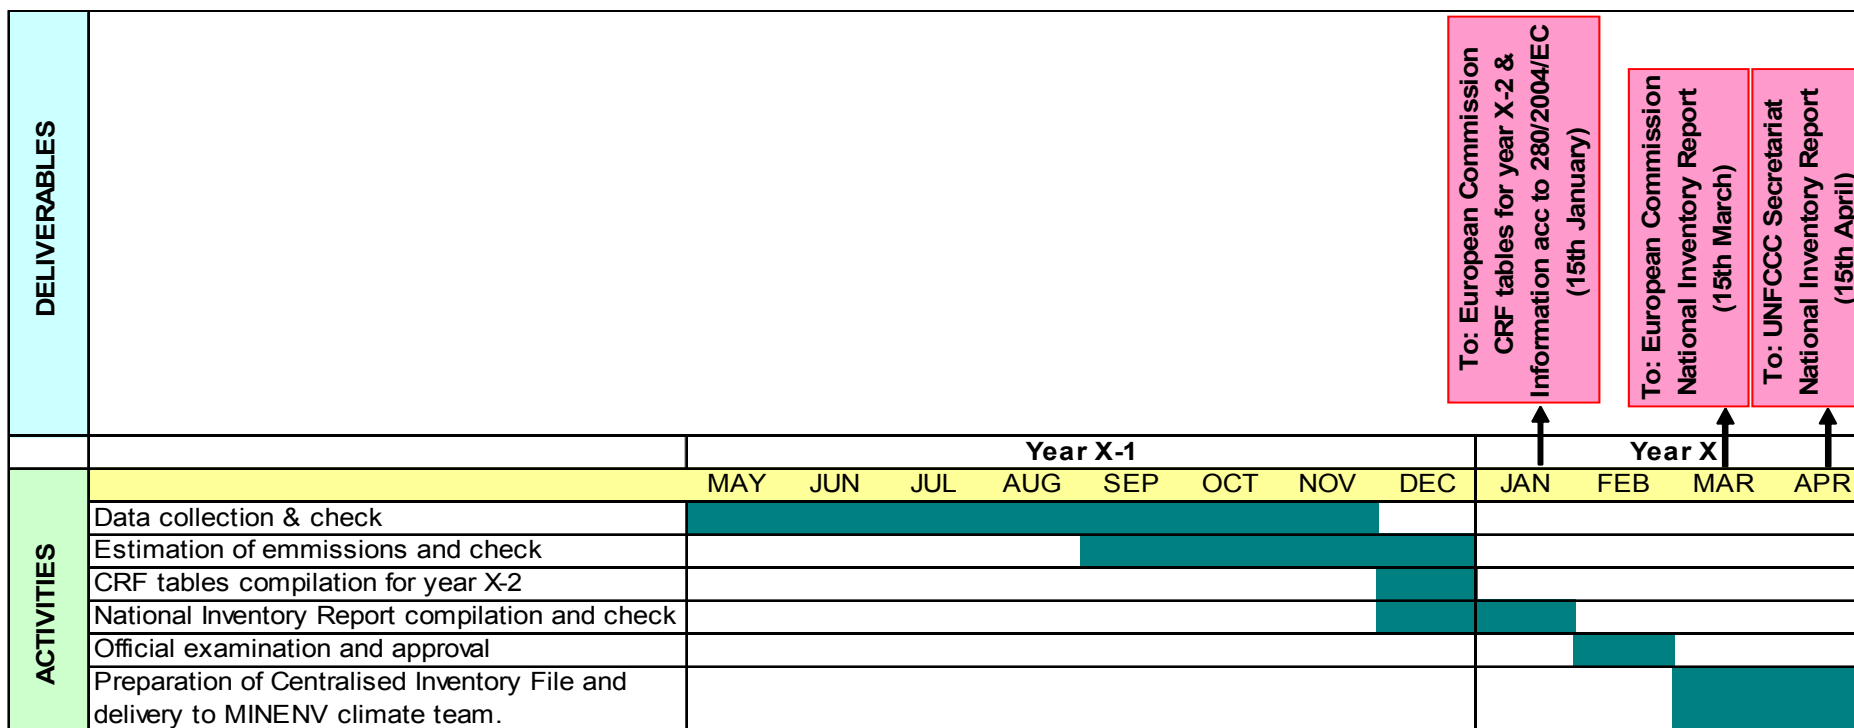 DELIVERABLES
To: European Commission
CRF tables for year X-2 &
Information acc to 280/2004/EC
(15th January)
To: European Commission
National Inventory Report
(15th March)
To: UNFCCC Secretariat
National Inventory Report
(15th April)
Year X-1
Year X
MAY JUN JUL AUG SEP OCT NOV DEC JAN FEB MAR APR
ACTIVITIES
Data collection & check
Estimation of emmissions and check
CRF tables compilation for year X-2
National Inventory Report compilation and check
Official examination and approval
Preparation of Centralised Inventory File and
delivery to MINENV climate team.